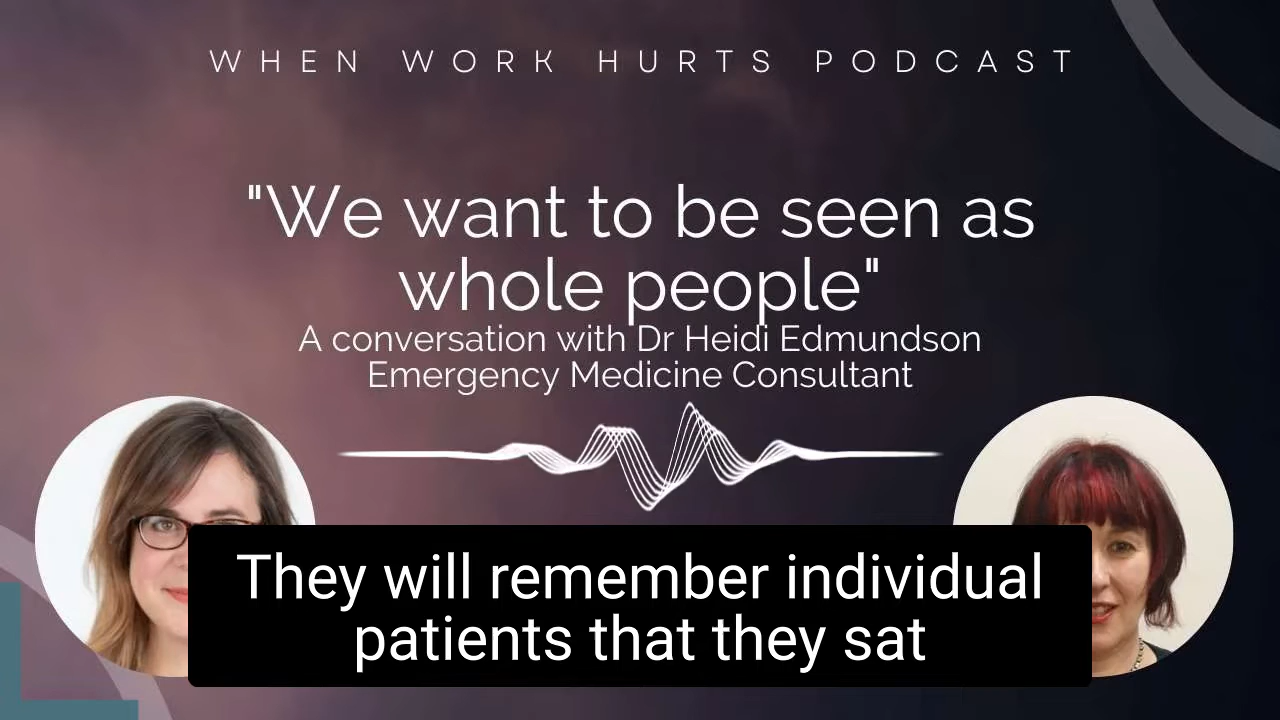 WHEN WORK HURTS PODCAST
"We want to be seen as
whole people"
A conversation with Dr Heidi Edmundson
Emergency Medicine Consultant
They will remember individual
patients that they sat